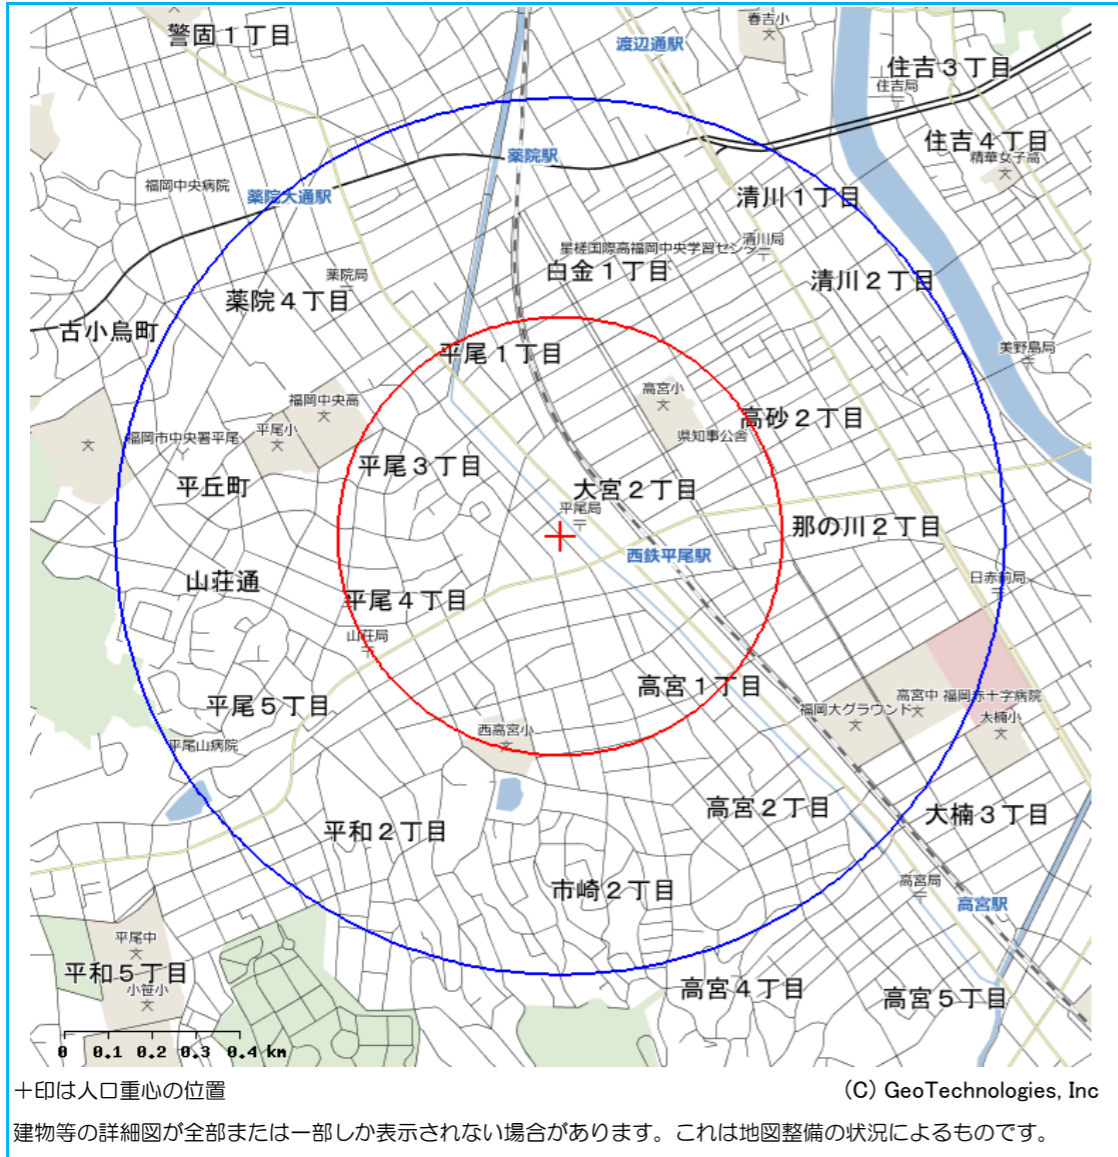 春吉小
警固１丁目
渡辺通駅
住吉３丁目
住吉局
住吉４丁目
薬院駅
精華女子高
福岡中央病院
薬院大通駅
清川１丁目
清川局
星槎国際高福岡中央学習センタ
白金１丁目
薬院局
清川２丁目
薬院４丁目
古小烏町
美野島局
平尾１丁目
高宮小
福岡中央高
高砂２丁目
平尾小
福岡市中央署平尾
県知事公舎
平尾３丁目
平丘町
大宮２丁目
平尾局
那の川２丁目
西鉄平尾駅
日赤前局
山荘通
平尾４丁目
山荘局
高宮１丁目
高宮中
福岡赤十字病院
平尾５丁目
福岡大グラウンド
大楠小
西高宮小
平尾山病院
高宮２丁目
大楠３丁目
平和２丁目
市崎２丁目
高宮局
高宮駅
平尾中
平和５丁目
小笹小
高宮４丁目
高宮５丁目
0 0.1 0.2 0.3 0.4 km
＋印は人口重心の位置
(C) GeoTechnologies, Inc
建物等の詳細図が全部または一部しか表示されない場合があります。これは地図整備の状況によるものです。